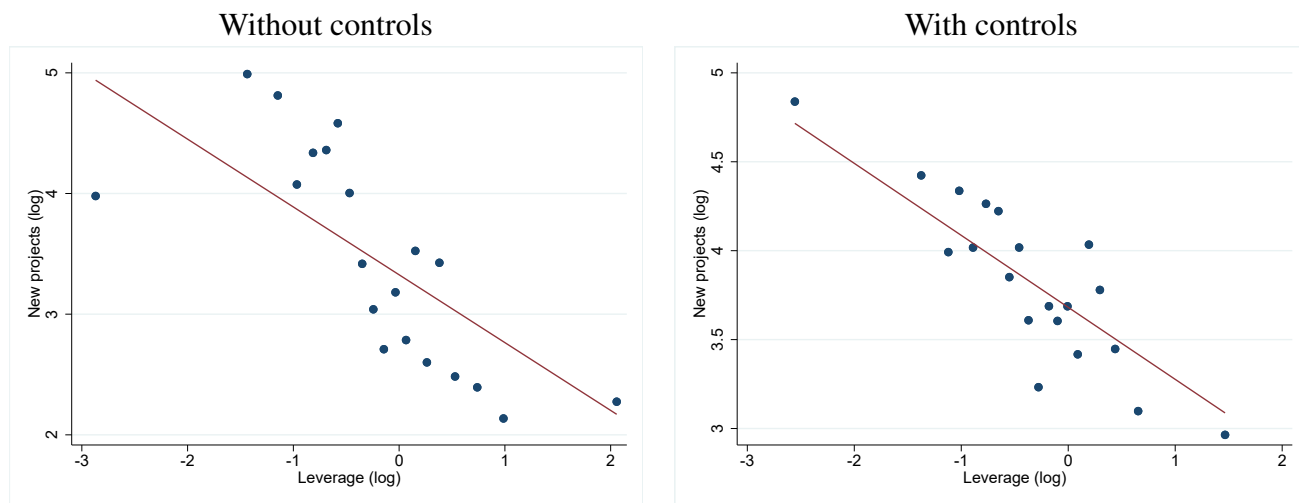 Without controls
5
4
3
2
New projects (log)
-3 -2 -1 0 1 2
Leverage (log)
With controls
5
4.5
4
3.5
3
New projects (log)
-3 -2 -1 0 1 2
Leverage (log)